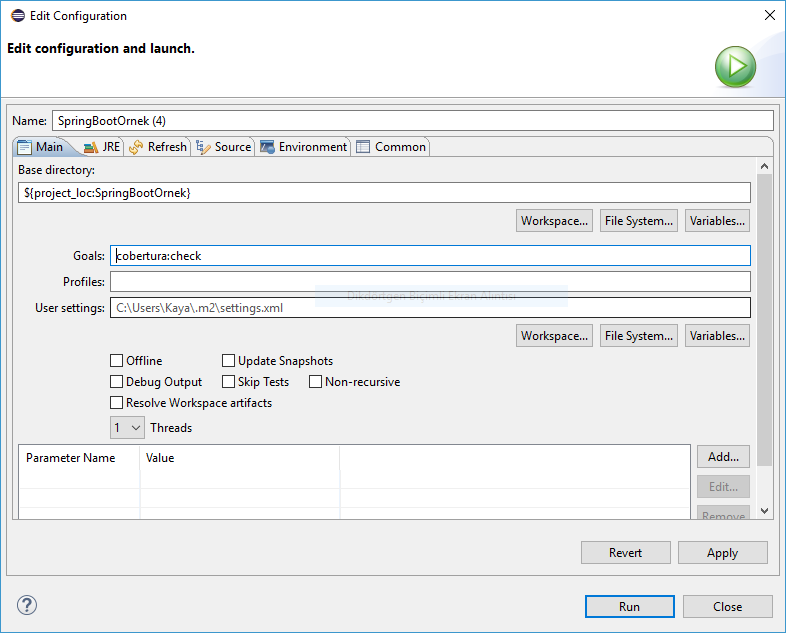 Edit Configuration
Edit configuration and launch.
Name: SpringBootOrnek (4)
Main JRE Refresh Source Environment Common
Base directory:
${project_loc:SpringBootOrnek}
Workspace... File System... Variables...
Goals: cobertura:check
Profiles:
Dikdörtgen Biçimli Ekran Alıntısı
User settings: C:\Users\Kaya\.m2\settings.xml
Workspace... File System... Variables...
Offline Update Snapshots
Debug Output Skip Tests Non-recursive
Resolve Workspace artifacts
1 Threads
Parameter Name Value Add...
Edit...
Remove
Revert Apply
? Run Close